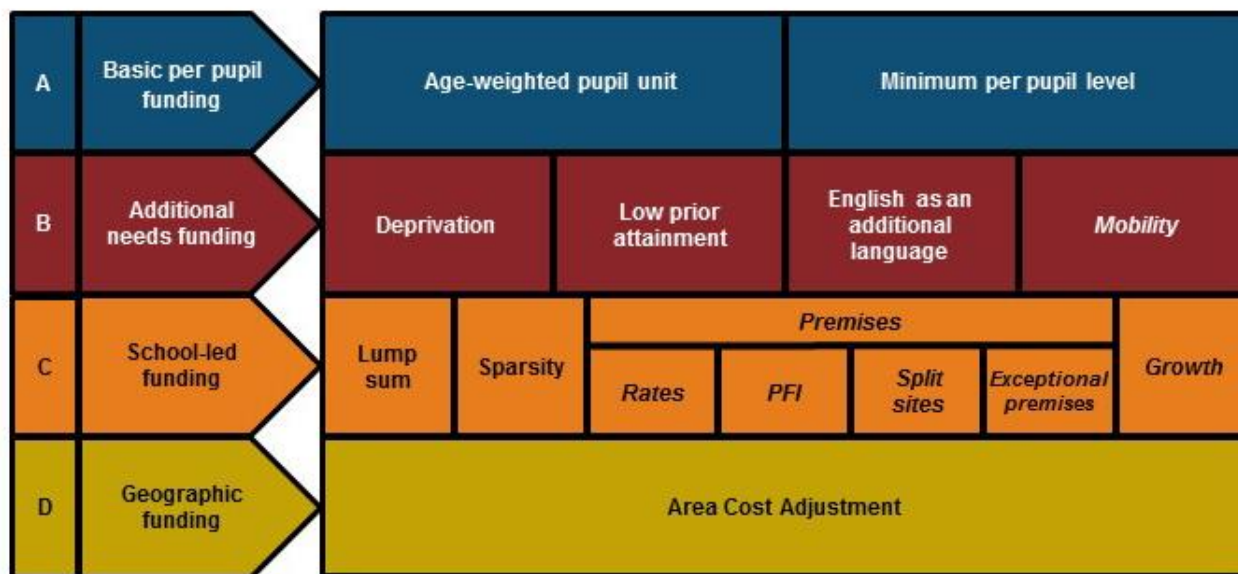 A
Basic per pupil
funding
Age-weighted pupil unit
Minimum per pupil level
B
Additional
needs funding
Deprivation
Low prior
attainment
English as an
additional
language
Mobility
C
School-led
funding
Lump
sum
Sparsity
Premises
Rates
PFI
Split
sites
Exceptional
premises
Growth
D
Geographic
funding
Area Cost Adjustment